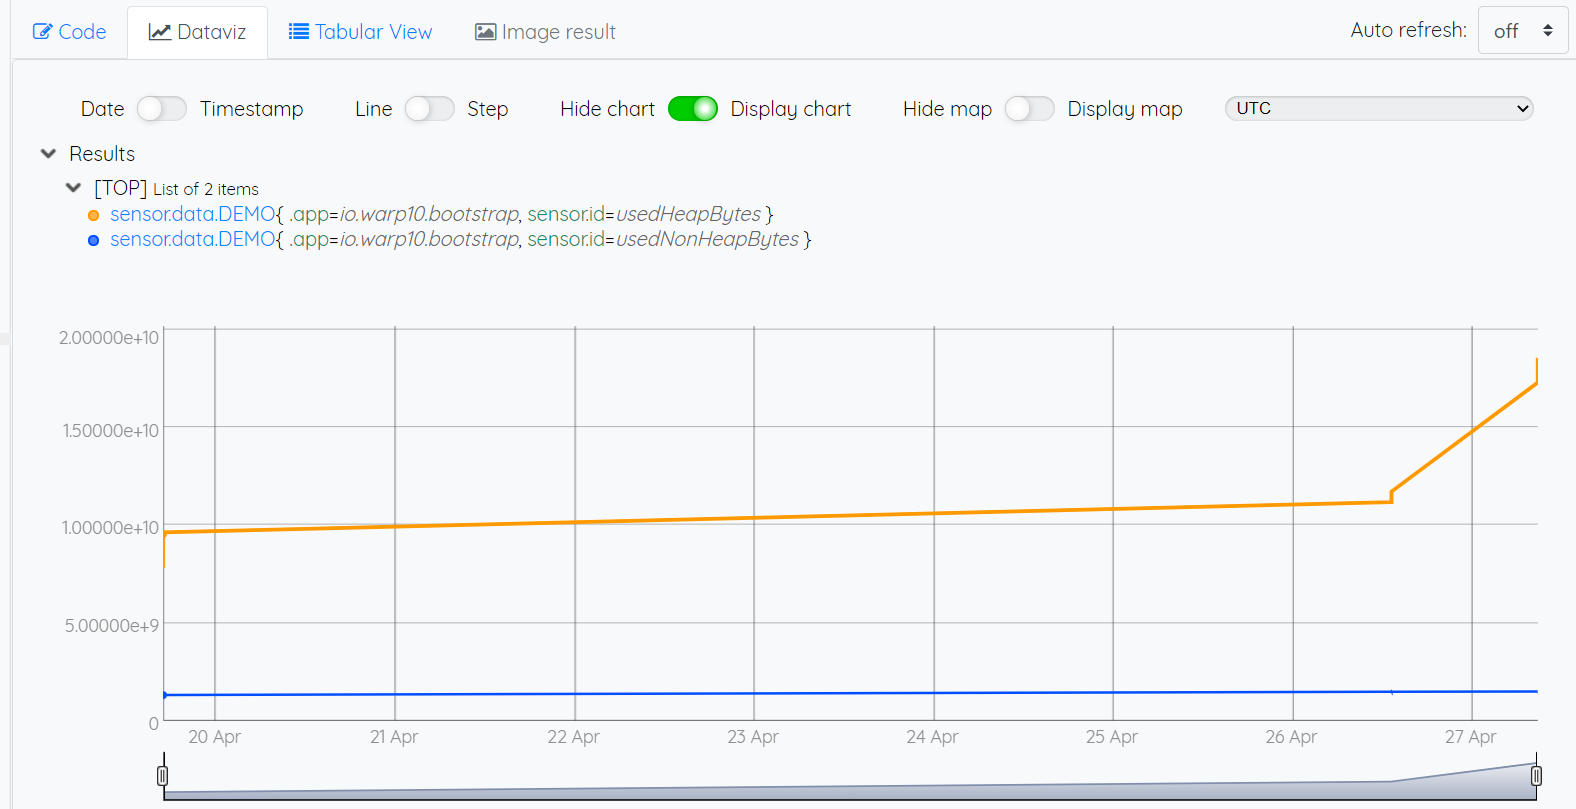 Code Dataviz Tabular View Image result Auto refresh: off
Date Timestamp Line Step Hide chart Display chart Hide map Display map UTC
Results
[TOP] List of 2 items
sensor.data.DEMO{ .app=io.warp10.bootstrap, sensor.id=usedHeapBytes }
sensor.data.DEMO{ .app=io.warp10.bootstrap, sensor.id=usedNonHeapBytes }
2.00000e+10
1.50000e+10
1.00000e+10
5.00000e+9
0
20 Apr 21 Apr 22 Apr 23 Apr 24 Apr 25 Apr 26 Apr 27 Apr